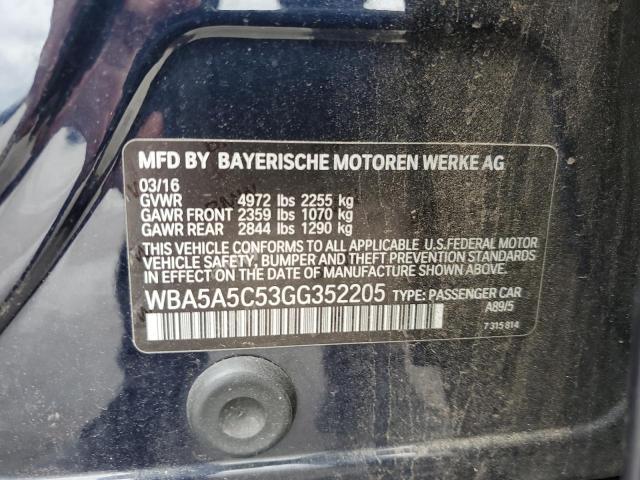 MFD BY BAYERISCHE MOTOREN WERKE AG
03/16
GVWR 4972 lbs 2255 kg
GAWR FRONT 2359 lbs 1070 kg
GAWR REAR 2844 lbs 1290 kg
THIS VEHICLE CONFORMS TO ALL APPLICABLE U.S.FEDERAL MOTOR
VEHICLE SAFETY, BUMPER AND THEFT PREVENTION STANDARDS
IN EFFECT ON THE DATE OF MANUFACTURE SHOWN ABOVE.
WBA5A5C53GG352205 TYPE: PASSENGER CAR
A89/5
7 315 814